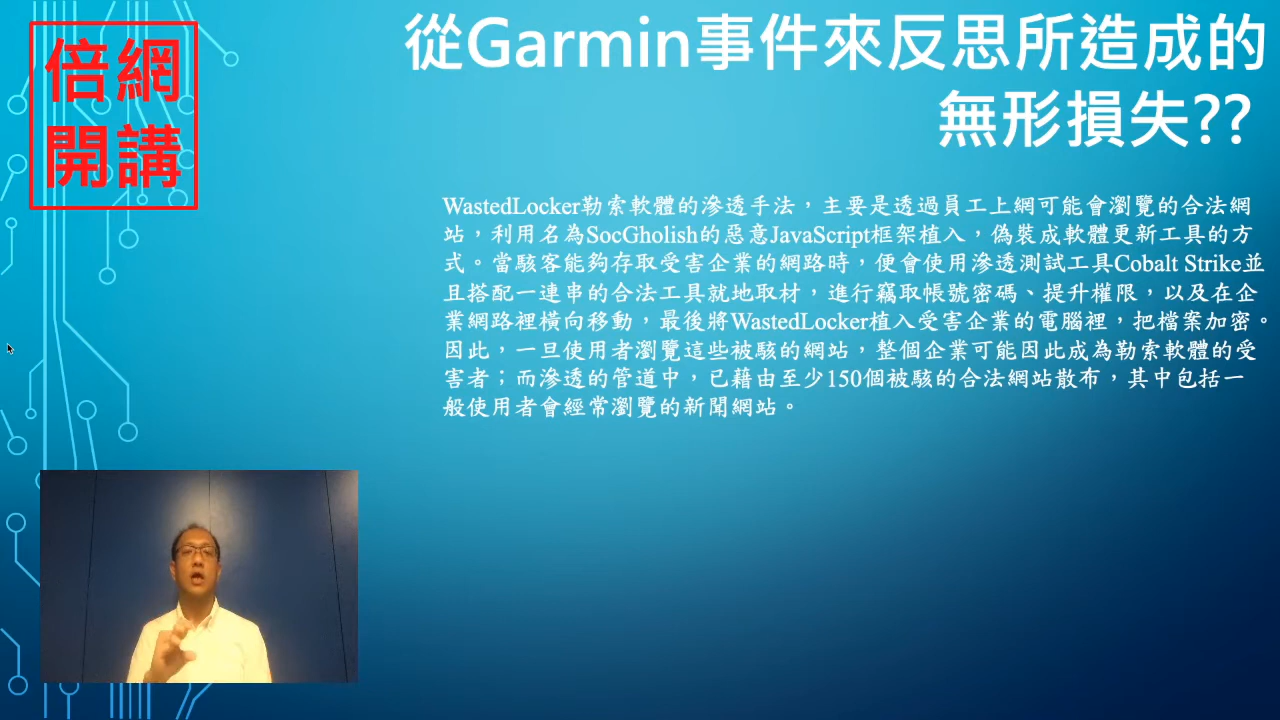 倍網
開講
從Garmin事件來反思所造成的
無形損失??
WastedLocker勒索軟體的滲透手法，主要是透過員工上網可能會瀏覽的合法網
站，利用名為SocGholish的惡意JavaScript框架植入，偽裝成軟體更新工具的方
式。當駭客能夠存取受害企業的網路時，便會使用滲透測試工具Cobalt Strike並
且搭配一連串的合法工具就地取材，進行竊取帳號密碼、提升權限，以及在企
業網路裡橫向移動，最後將WastedLocker植入受害企業的電腦裡，把檔案加密。
因此，一旦使用者瀏覽這些被駭的網站，整個企業可能因此成為勒索軟體的受
害者；而滲透的管道中，已藉由至少150個被駭的合法網站散布，其中包括一
般使用者會經常瀏覽的新聞網站。